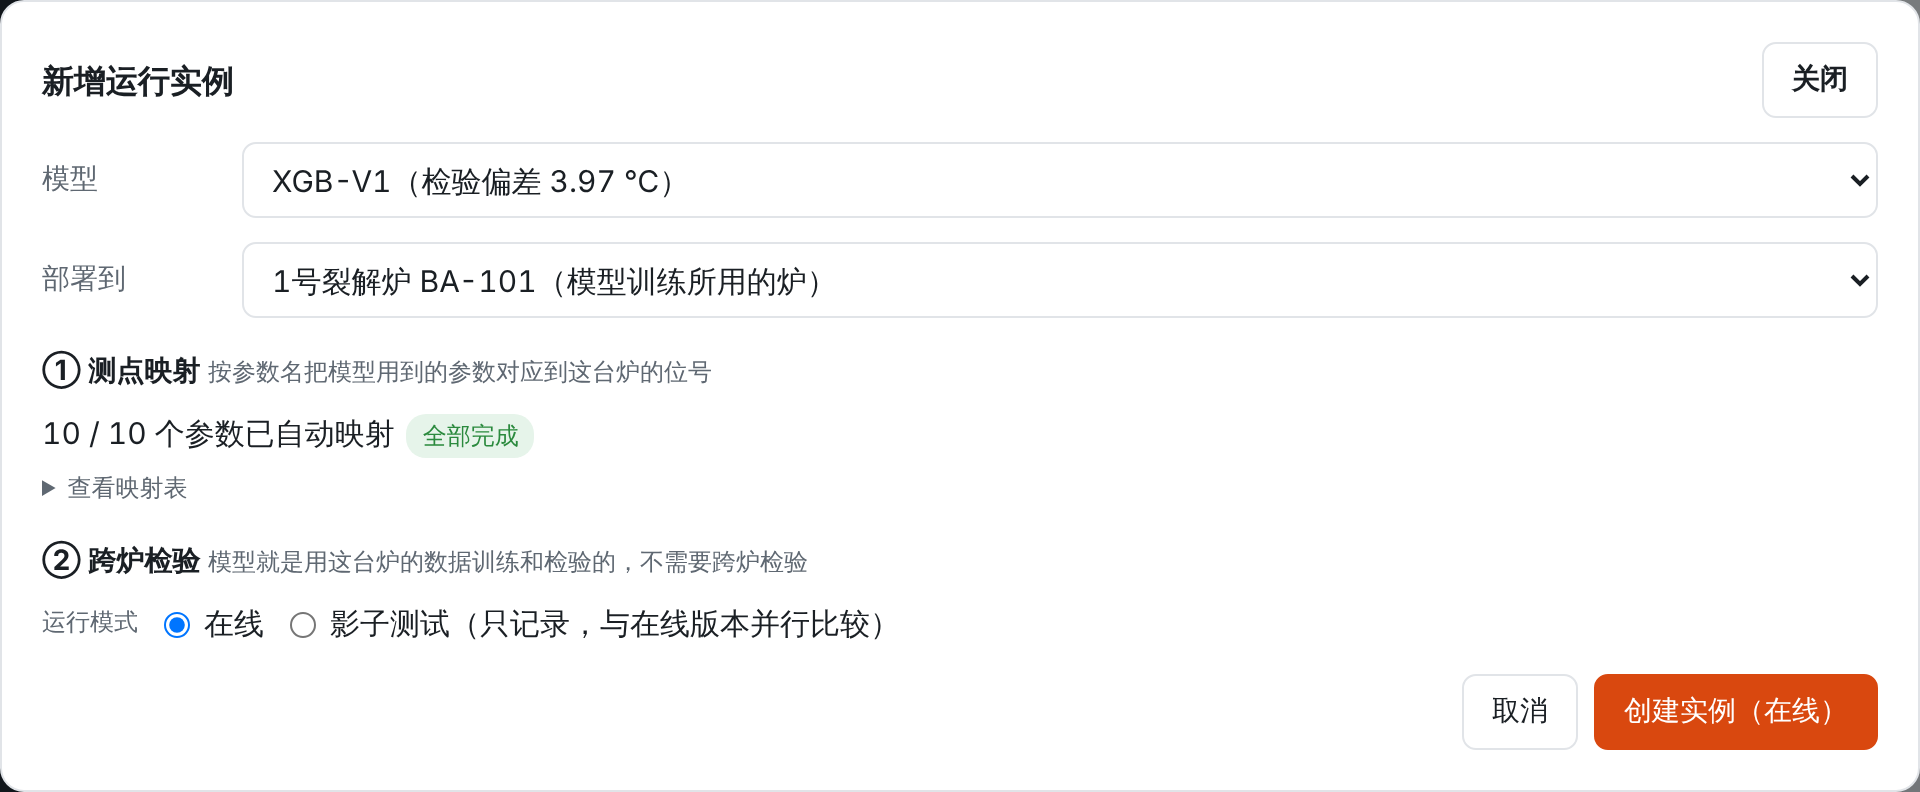 新增运行实例
关闭
模型
XGB-V1（检验偏差 3.97 °C）
部署到
1号裂解炉 BA-101（模型训练所用的炉）
① 测点映射 按参数名把模型用到的参数对应到这台炉的位号
10 / 10 个参数已自动映射 全部完成
▶ 查看映射表
② 跨炉检验 模型就是用这台炉的数据训练和检验的，不需要跨炉检验
运行模式 在线 影子测试（只记录，与在线版本并行比较）
取消 创建实例（在线）